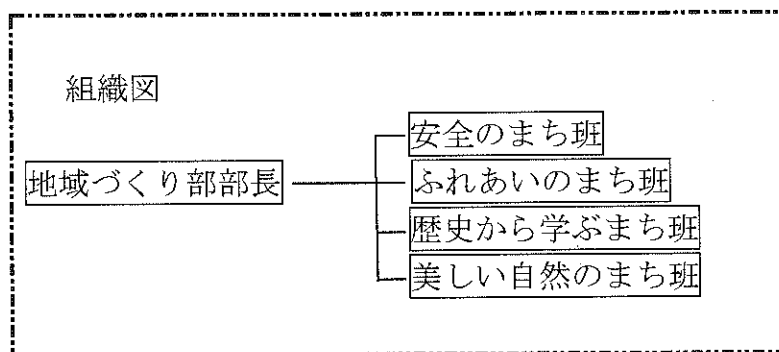 組織図
安全のまち班
地域づくり部部長
ふれあいのまち班
歴史から学ぶまち班
美しい自然のまち班